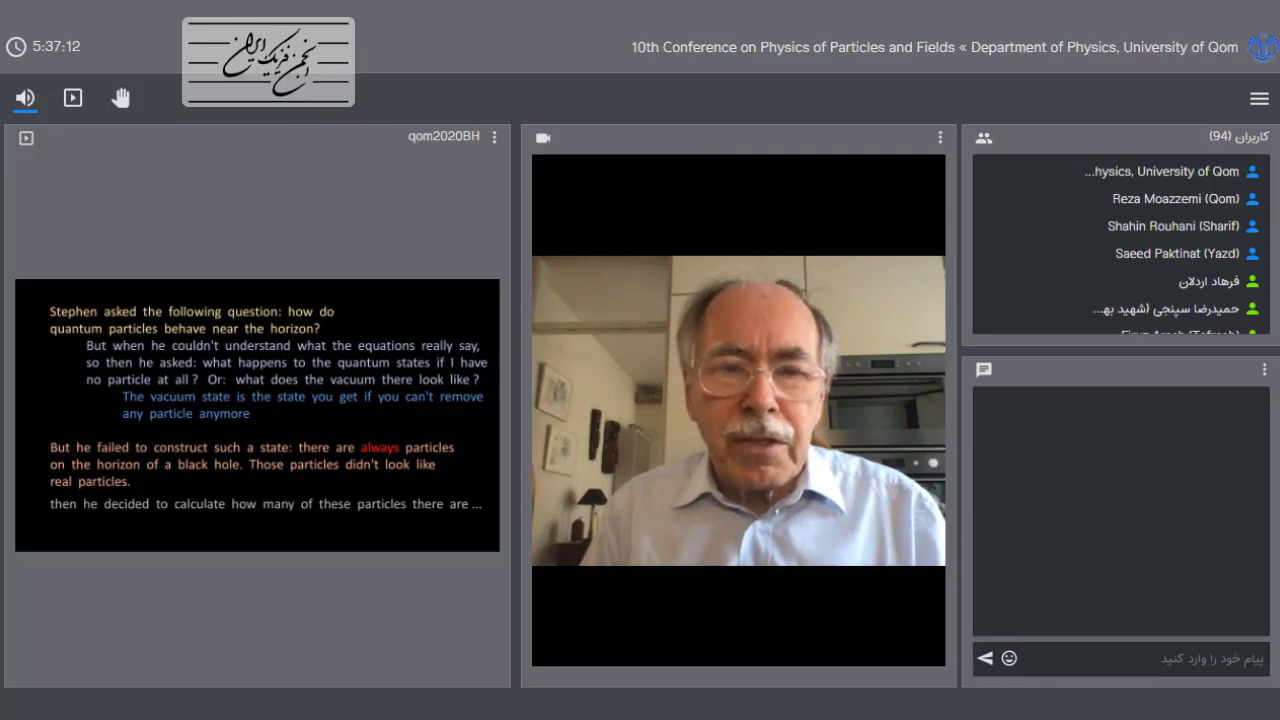 5:37:12
انجمن فیزیک ایران
10th Conference on Physics of Particles and Fields « Department of Physics, University of Qom
qom2020BH
Stephen asked the following question: how do
quantum particles behave near the horizon?
But when he couldn't understand what the equations really say,
so then he asked: what happens to the quantum states if I have
no particle at all ? Or: what does the vacuum there look like ?
The vacuum state is the state you get if you can't remove
any particle anymore
But he failed to construct such a state: there are always particles
on the horizon of a black hole. Those particles didn't look like
real particles.
then he decided to calculate how many of these particles there are ...
کاربران (94)
...hysics, University of Qom
Reza Moazzemi (Qom)
Shahin Rouhani (Sharif)
Saeed Paktinat (Yazd)
فرهاد اردلان
حمیدرضا سپنجی (شهید به...
پیام خود را وارد کنید